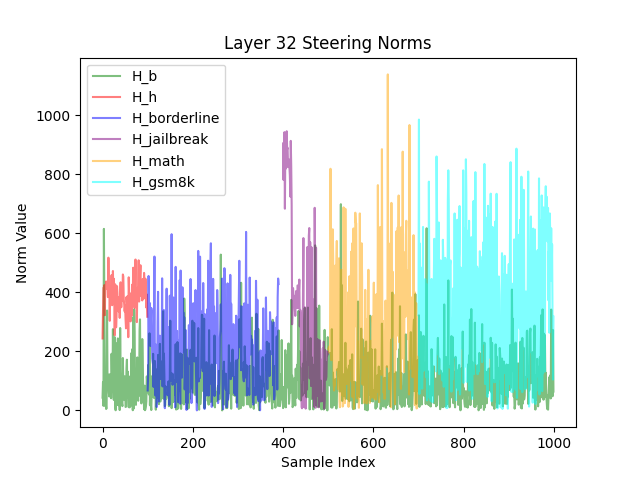 Layer 32 Steering Norms
H_b
H_h
H_borderline
H_jailbreak
H_math
H_gsm8k
Norm Value
1000
800
600
400
200
0
0 200 400 600 800 1000
Sample Index